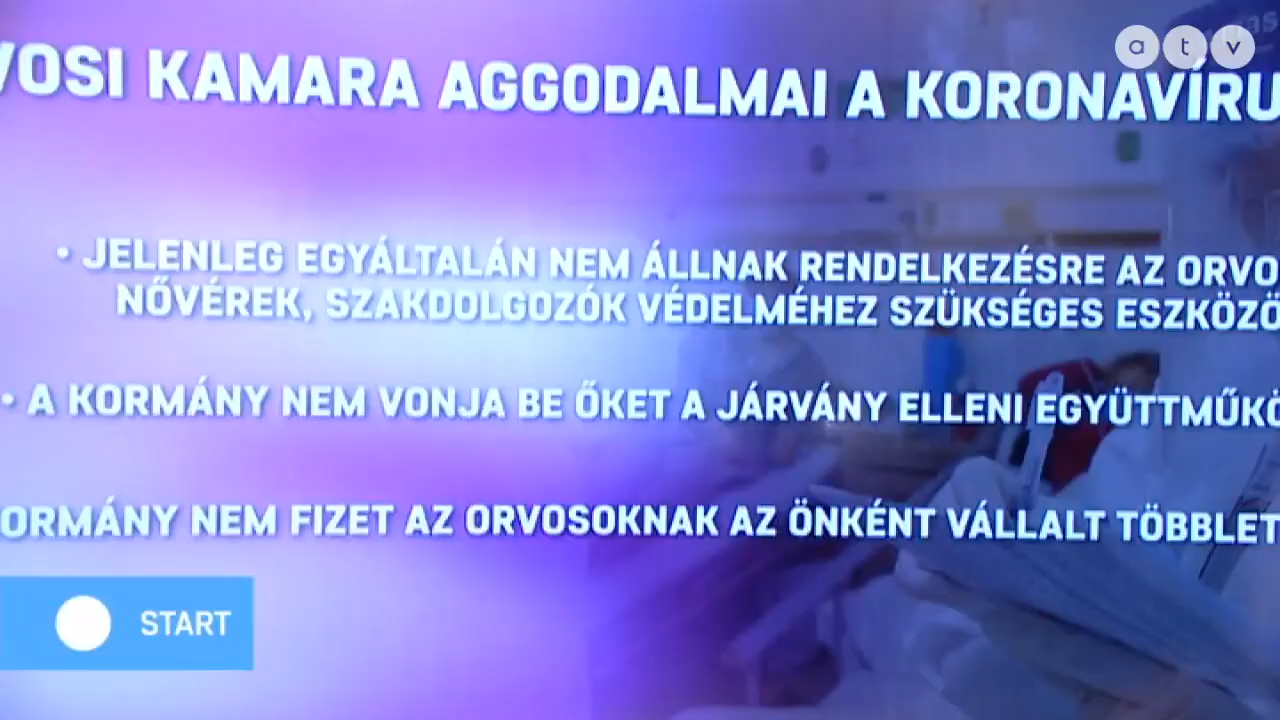 atv
VOSI KAMARA AGGODALMAI A KORONAVÍRU
• JELENLEG EGYÁLTALÁN NEM ÁLLNAK RENDELKEZÉSRE AZ ORVO
NŐVÉREK, SZAKDOLGOZÓK VÉDELMÉHEZ SZÜKSÉGES ESZKÖZÖ
• A KORMÁNY NEM VONJA BE ŐKET A JÁRVÁNY ELLENI EGYÜTTMŰKÖ
ORMÁNY NEM FIZET AZ ORVOSOKNAK AZ ÖNKÉNT VÁLLALT TÖBBLET
START